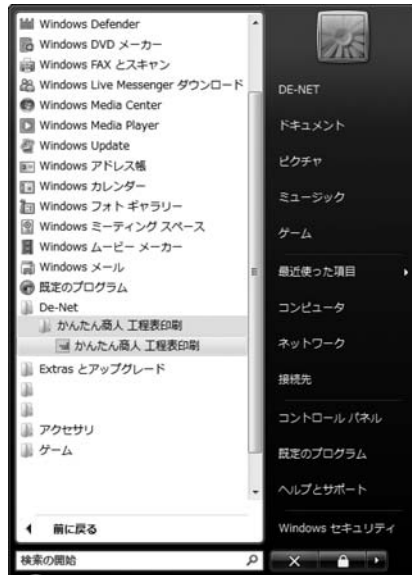 Windows Defender
Windows DVD メーカー
Windows FAX とスキャン
Windows Live Messenger ダウンロード
Windows Media Center
Windows Media Player
Windows Update
Windows アドレス帳
Windows カレンダー
Windows フォト ギャラリー
Windows ミーティング スペース
Windows ムービー メーカー
Windows メール
既定のプログラム
De-Net
かんたん商人 工程表印刷
かんたん商人 工程表印刷
Extras とアップグレード
アクセサリ
ゲーム
前に戻る
検索の開始
DE-NET
ドキュメント
ピクチャ
ミュージック
ゲーム
最近使った項目
コンピュータ
ネットワーク
接続先
コントロール パネル
既定のプログラム
ヘルプとサポート
Windows セキュリティ